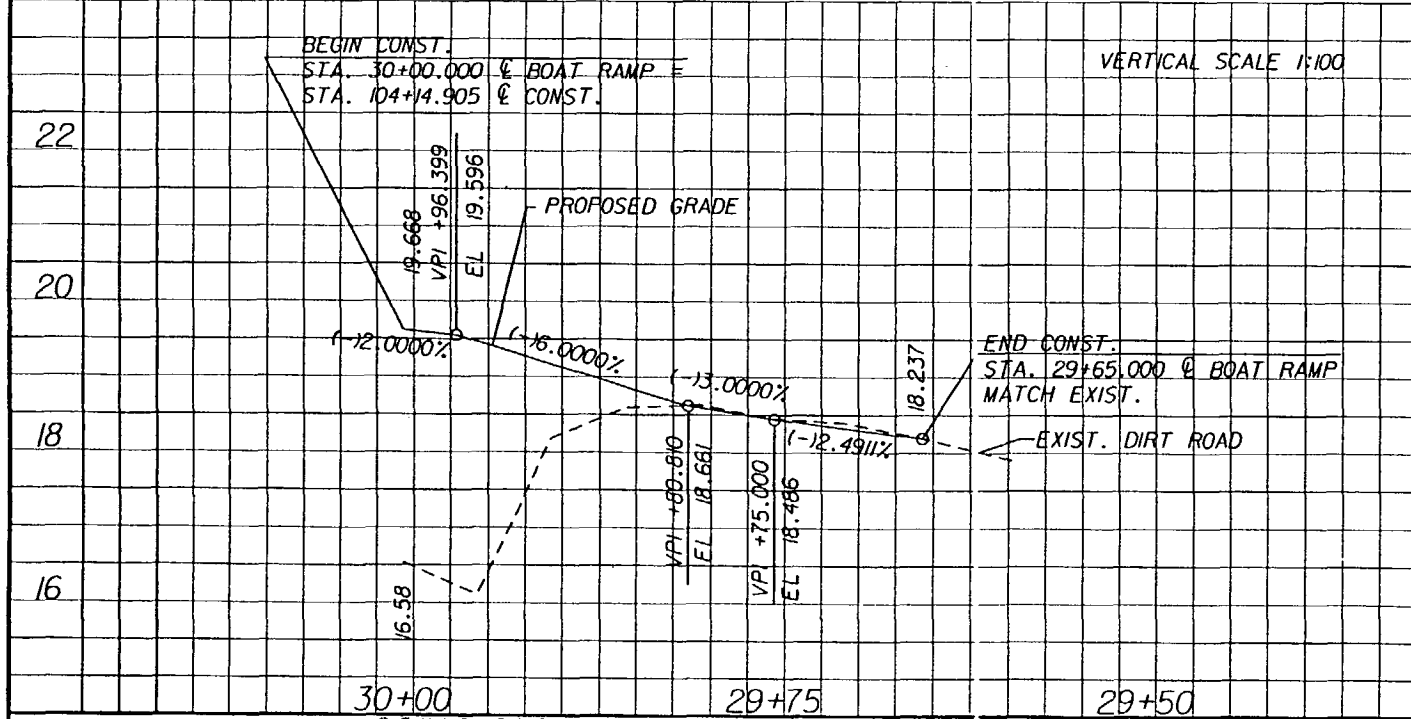 BEGIN CONST.
STA. 30+00.000 ℄ BOAT RAMP =
STA. 104+14.905 ℄ CONST.
VERTICAL SCALE 1:100
22
20
18
16
19.668
VPI +96.399
EL 19.596
PROPOSED GRADE
(-)2.0000%
(-)6.0000%
(-)3.0000%
(-)2.4911%
18.237
END CONST.
STA. 29+65.000 ℄ BOAT RAMP
MATCH EXIST.
EXIST. DIRT ROAD
VPI +80.810
EL 18.661
VPI +75.000
EL 18.486
16.58
30+00
29+75
29+50